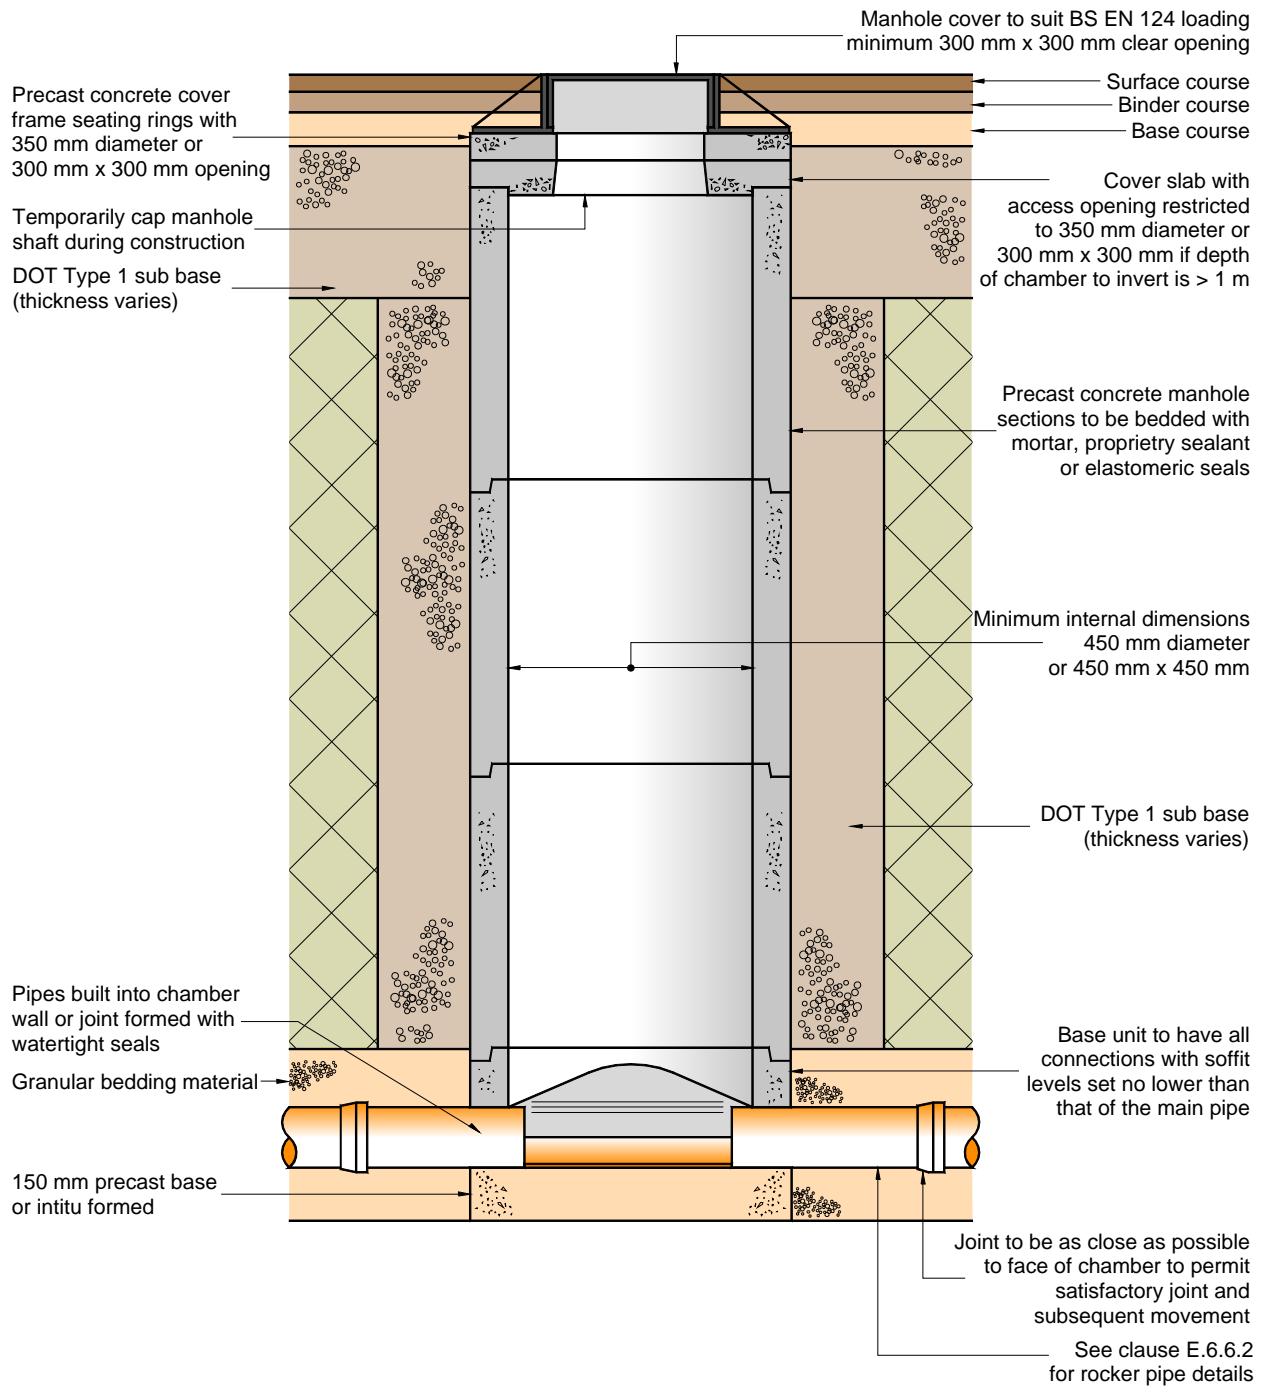 Manhole cover to suit BS EN 124 loading
minimum 300 mm x 300 mm clear opening
Surface course
Binder course
Base course
Precast concrete cover
frame seating rings with
350 mm diameter or
300 mm x 300 mm opening
Cover slab with
access opening restricted
to 350 mm diameter or
300 mm x 300 mm if depth
of chamber to invert is > 1 m
Temporarily cap manhole
shaft during construction
DOT Type 1 sub base
(thickness varies)
Precast concrete manhole
sections to be bedded with
mortar, proprietry sealant
or elastomeric seals
Minimum internal dimensions
450 mm diameter
or 450 mm x 450 mm
DOT Type 1 sub base
(thickness varies)
Pipes built into chamber
wall or joint formed with
watertight seals
Granular bedding material
Base unit to have all
connections with soffit
levels set no lower than
that of the main pipe
150 mm precast base
or intitu formed
Joint to be as close as possible
to face of chamber to permit
satisfactory joint and
subsequent movement
See clause E.6.6.2
for rocker pipe details